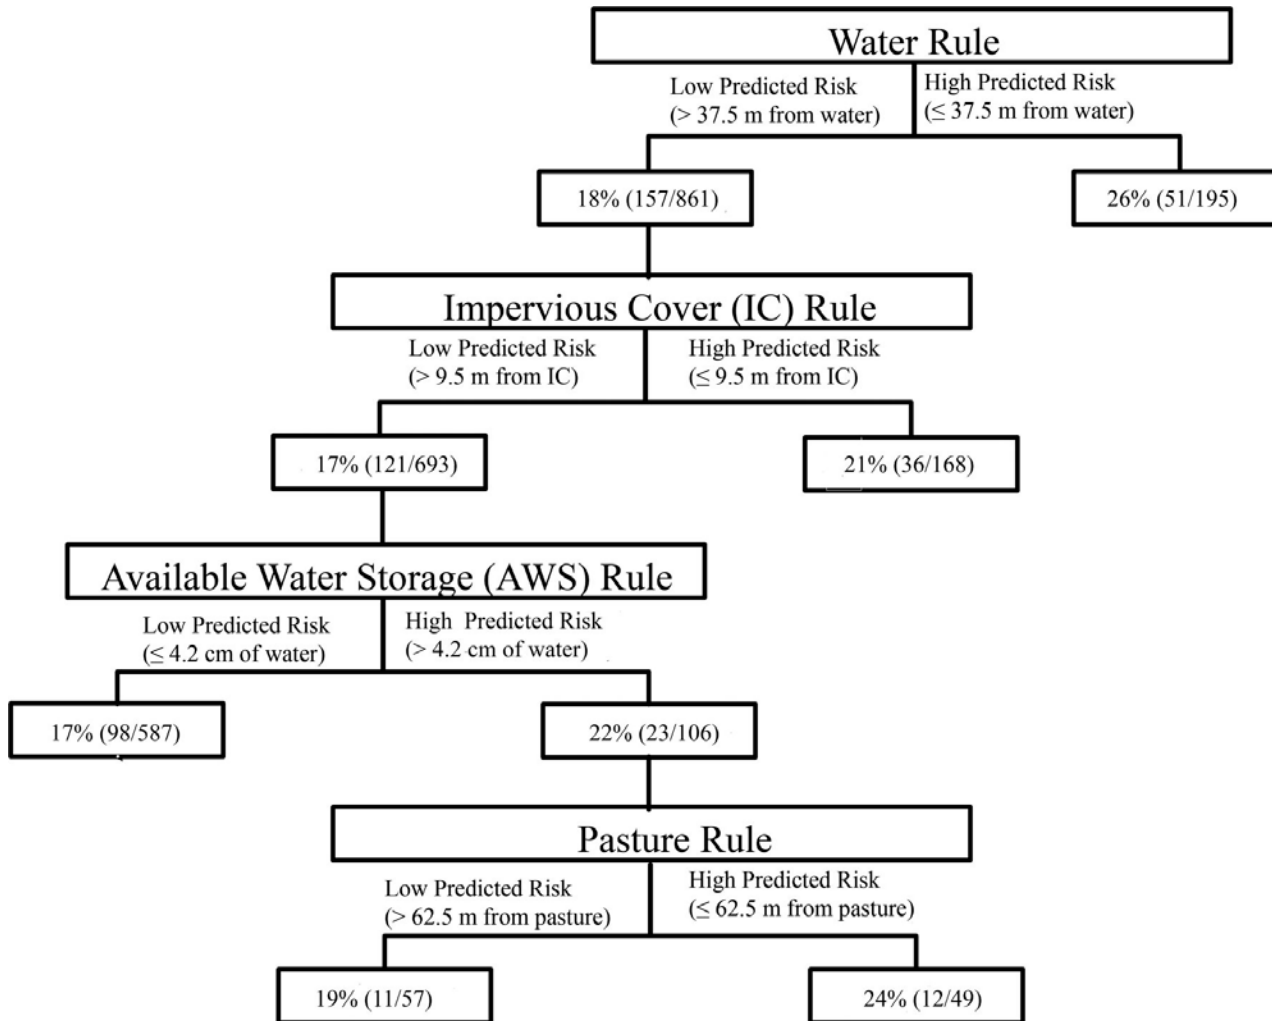 Water Rule
Low Predicted Risk
(> 37.5 m from water)
High Predicted Risk
(≤ 37.5 m from water)
18% (157/861)
26% (51/195)
Impervious Cover (IC) Rule
Low Predicted Risk
(> 9.5 m from IC)
High Predicted Risk
(≤ 9.5 m from IC)
17% (121/693)
21% (36/168)
Available Water Storage (AWS) Rule
Low Predicted Risk
(≤ 4.2 cm of water)
High Predicted Risk
(> 4.2 cm of water)
17% (98/587)
22% (23/106)
Pasture Rule
Low Predicted Risk
(> 62.5 m from pasture)
High Predicted Risk
(≤ 62.5 m from pasture)
19% (11/57)
24% (12/49)